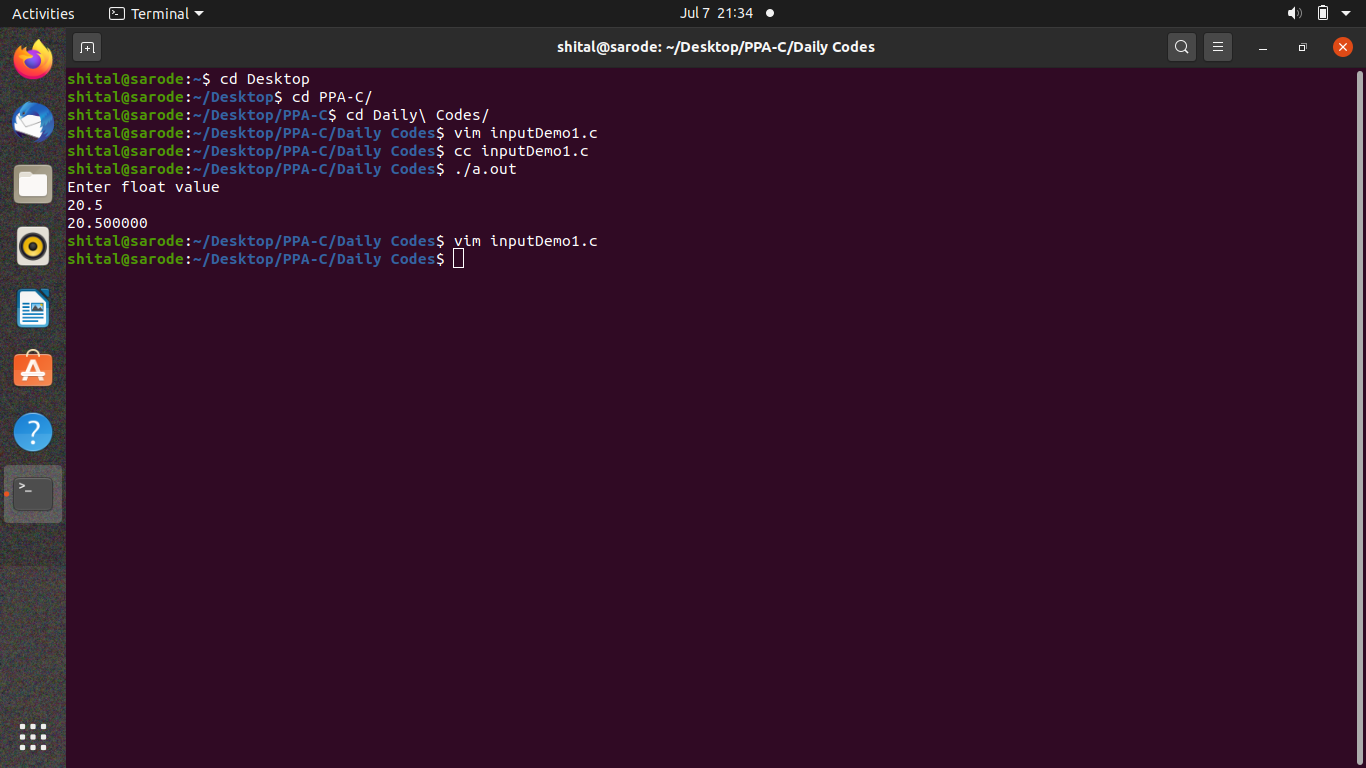 Activities Terminal Jul 7 21:34
shital@sarode: ~/Desktop/PPA-C/Daily Codes
shital@sarode:~$ cd Desktop
shital@sarode:~/Desktop$ cd PPA-C/
shital@sarode:~/Desktop/PPA-C$ cd Daily\ Codes/
shital@sarode:~/Desktop/PPA-C/Daily Codes$ vim inputDemo1.c
shital@sarode:~/Desktop/PPA-C/Daily Codes$ cc inputDemo1.c
shital@sarode:~/Desktop/PPA-C/Daily Codes$ ./a.out
Enter float value
20.5
20.500000
shital@sarode:~/Desktop/PPA-C/Daily Codes$ vim inputDemo1.c
shital@sarode:~/Desktop/PPA-C/Daily Codes$